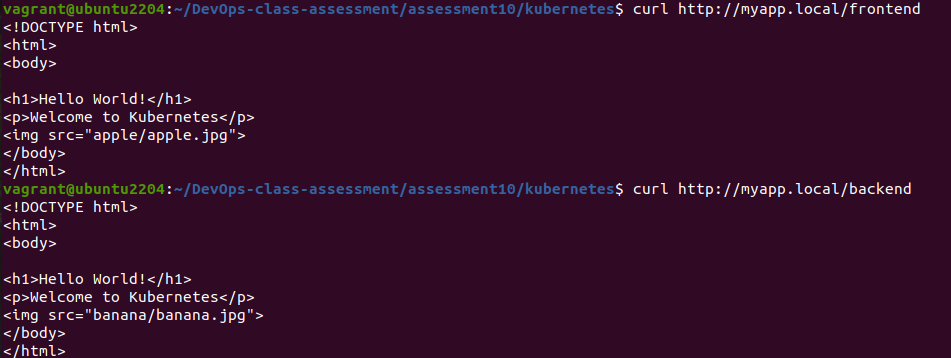 vagrant@ubuntu2204:~/DevOps-class-assessment/assessment10/kubernetes$ curl http://myapp.local/frontend
<!DOCTYPE html>
<html>
<body>
<h1>Hello World!</h1>
<p>Welcome to Kubernetes</p>
<img src="apple/apple.jpg">
</body>
</html>
vagrant@ubuntu2204:~/DevOps-class-assessment/assessment10/kubernetes$ curl http://myapp.local/backend
<!DOCTYPE html>
<html>
<body>
<h1>Hello World!</h1>
<p>Welcome to Kubernetes</p>
<img src="banana/banana.jpg">
</body>
</html>